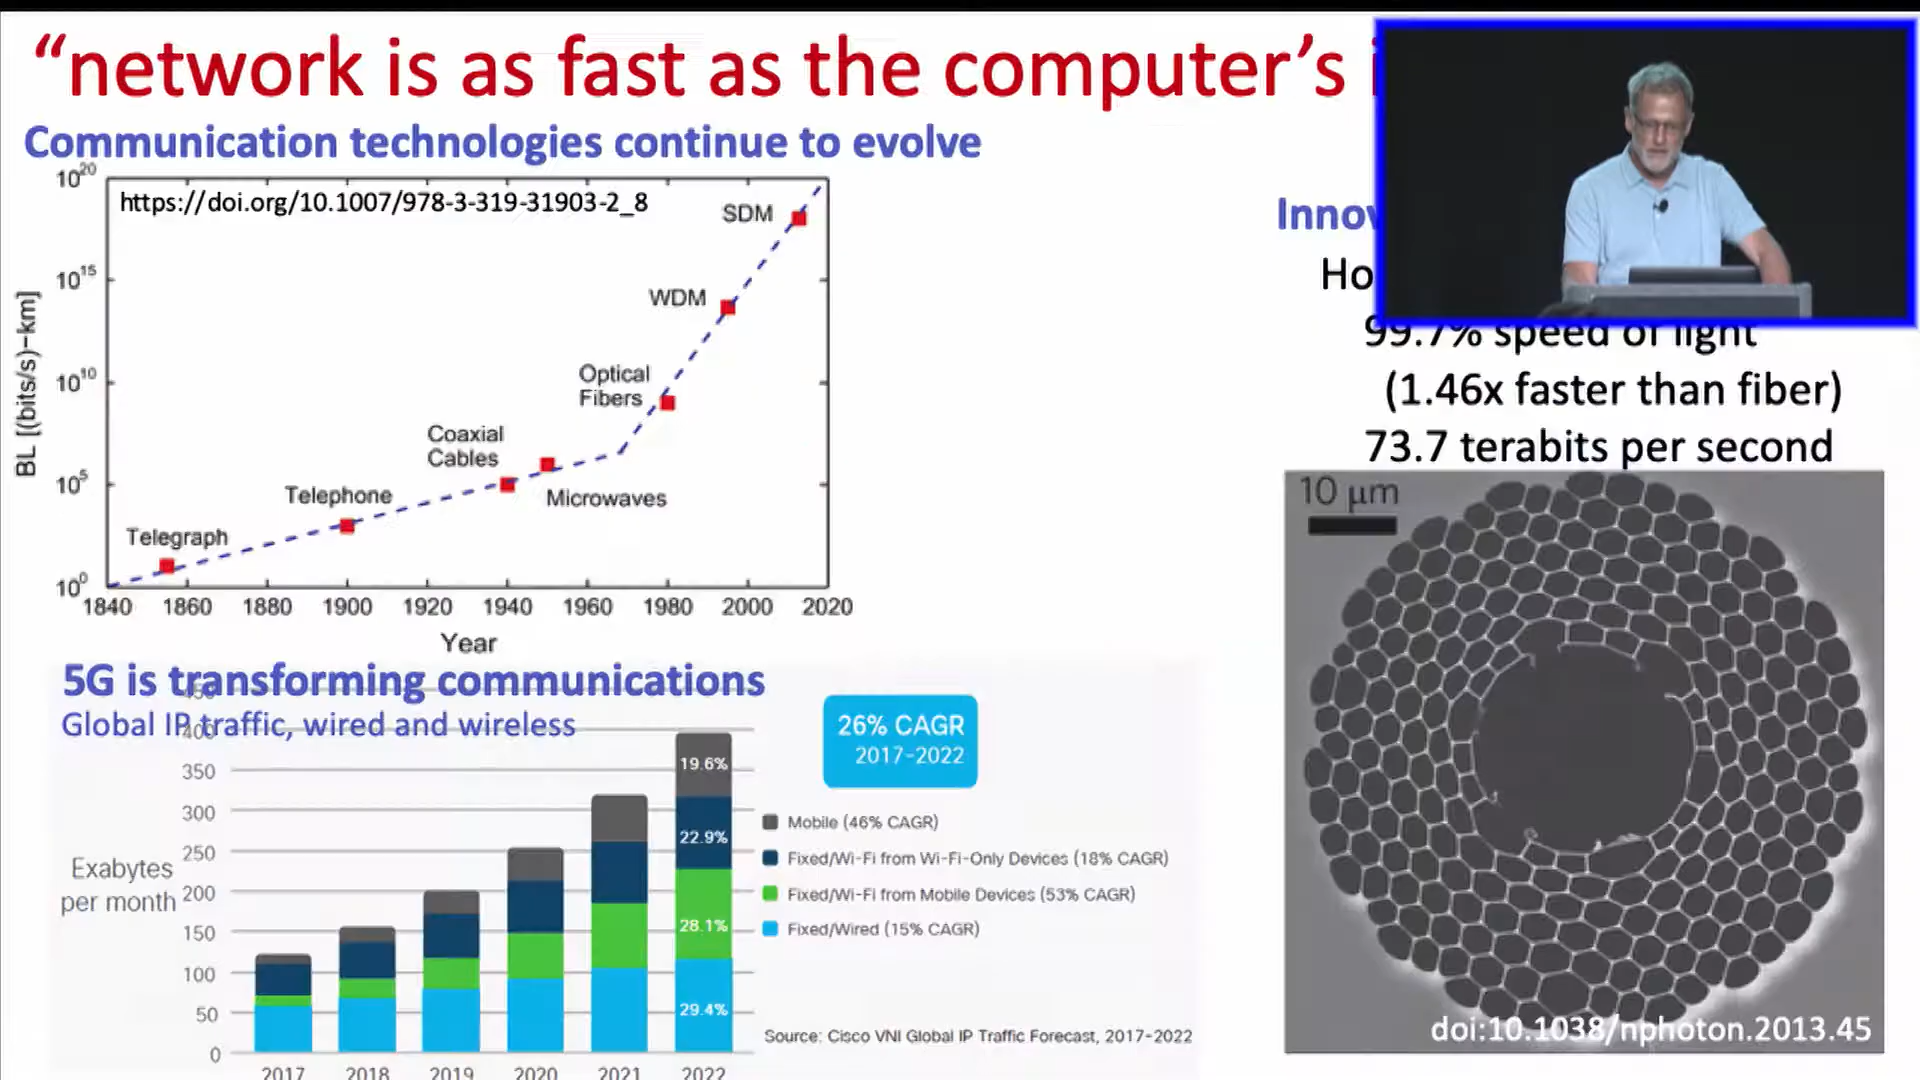 “network is as fast as the computer’s
Communication technologies continue to evolve
10^20
https://doi.org/10.1007/978-3-319-31903-2_8
SDM
10^15
WDM
BL [(bits/s)-km]
10^10
Optical
Fibers
Coaxial
Cables
10^5
Telephone
Microwaves
Telegraph
10^0
1840 1860 1880 1900 1920 1940 1960 1980 2000 2020
Year
99.7% speed of light
(1.46x faster than fiber)
73.7 terabits per second
10 μm
doi:10.1038/nphoton.2013.45
5G is transforming communications
450
Global IP traffic, wired and wireless
400
26% CAGR
2017-2022
350
300
250
200
150
100
50
0
Exabytes
per month
19.6%
22.9%
28.1%
29.4%
Mobile (46% CAGR)
Fixed/Wi-Fi from Wi-Fi-Only Devices (18% CAGR)
Fixed/Wi-Fi from Mobile Devices (53% CAGR)
Fixed/Wired (15% CAGR)
Source: Cisco VNI Global IP Traffic Forecast, 2017-2022
2017 2018 2019 2020 2021 2022